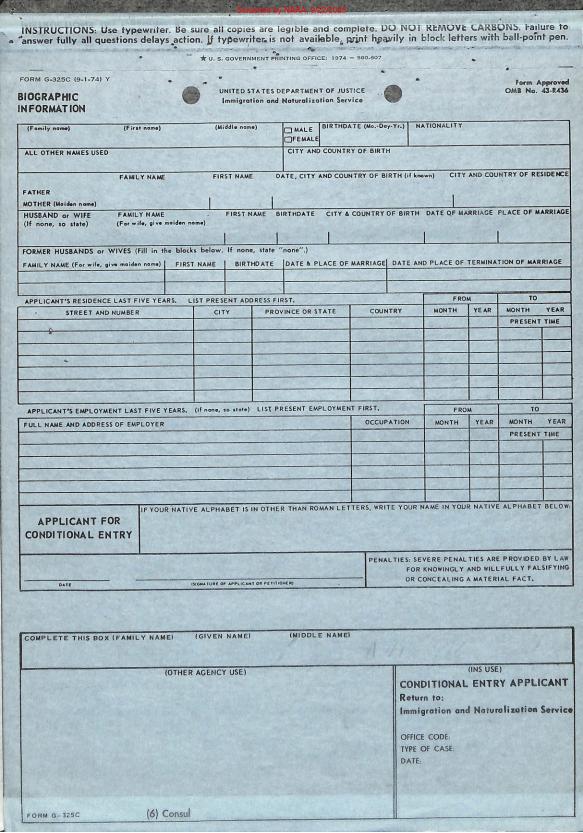 INSTRUCTIONS: Use typewriter. Be sure all copies are legible and complete. DO NOT REMOVE CARBONS. Failure to
answer fully all questions delays action. If typewriter is not available, print heavily in block letters with ball-point pen.
★ U. S. GOVERNMENT PRINTING OFFICE: 1974 —
FORM G-325C (9-1-74) Y
BIOGRAPHIC
INFORMATION
UNITED STATES DEPARTMENT OF JUSTICE
Immigration and Naturalization Service
Form Approved
OMB No. 43-R436
(Family name) (First name) (Middle name) MALE BIRTHDATE (Mo.-Day-Yr.) NATIONALITY
FEMALE
ALL OTHER NAMES USED CITY AND COUNTRY OF BIRTH
FAMILY NAME FIRST NAME DATE, CITY AND COUNTRY OF BIRTH (if known) CITY AND COUNTRY OF RESIDENCE
FATHER
MOTHER (Maiden name)
HUSBAND or WIFE FAMILY NAME FIRST NAME BIRTHDATE CITY & COUNTRY OF BIRTH DATE OF MARRIAGE PLACE OF MARRIAGE
(If none, so state) (For wife, give maiden name)
FORMER HUSBANDS or WIVES (Fill in the blocks below. If none, state "none".)
FAMILY NAME (For wife, give maiden name) FIRST NAME BIRTHDATE DATE & PLACE OF MARRIAGE DATE AND PLACE OF TERMINATION OF MARRIAGE
APPLICANT'S RESIDENCE LAST FIVE YEARS. LIST PRESENT ADDRESS FIRST. FROM TO
STREET AND NUMBER CITY PROVINCE OR STATE COUNTRY MONTH YEAR MONTH YEAR
PRESENT TIME
APPLICANT'S EMPLOYMENT LAST FIVE YEARS. (If none, so state) LIST PRESENT EMPLOYMENT FIRST. FROM TO
FULL NAME AND ADDRESS OF EMPLOYER OCCUPATION MONTH YEAR MONTH YEAR
PRESENT TIME
APPLICANT FOR
CONDITIONAL ENTRY
IF YOUR NATIVE ALPHABET IS IN OTHER THAN ROMAN LETTERS, WRITE YOUR NAME IN YOUR NATIVE ALPHABET BELOW:
DATE (SIGNATURE OF APPLICANT OR PETITIONER)
PENALTIES: SEVERE PENALTIES ARE PROVIDED BY LAW
FOR KNOWINGLY AND WILLFULLY FALSIFYING
OR CONCEALING A MATERIAL FACT.
COMPLETE THIS BOX (FAMILY NAME) (GIVEN NAME) (MIDDLE NAME)
(OTHER AGENCY USE) (INS USE)
CONDITIONAL ENTRY APPLICANT
Return to:
Immigration and Naturalization Service
OFFICE CODE:
TYPE OF CASE:
DATE:
FORM G-325C (6) Consul